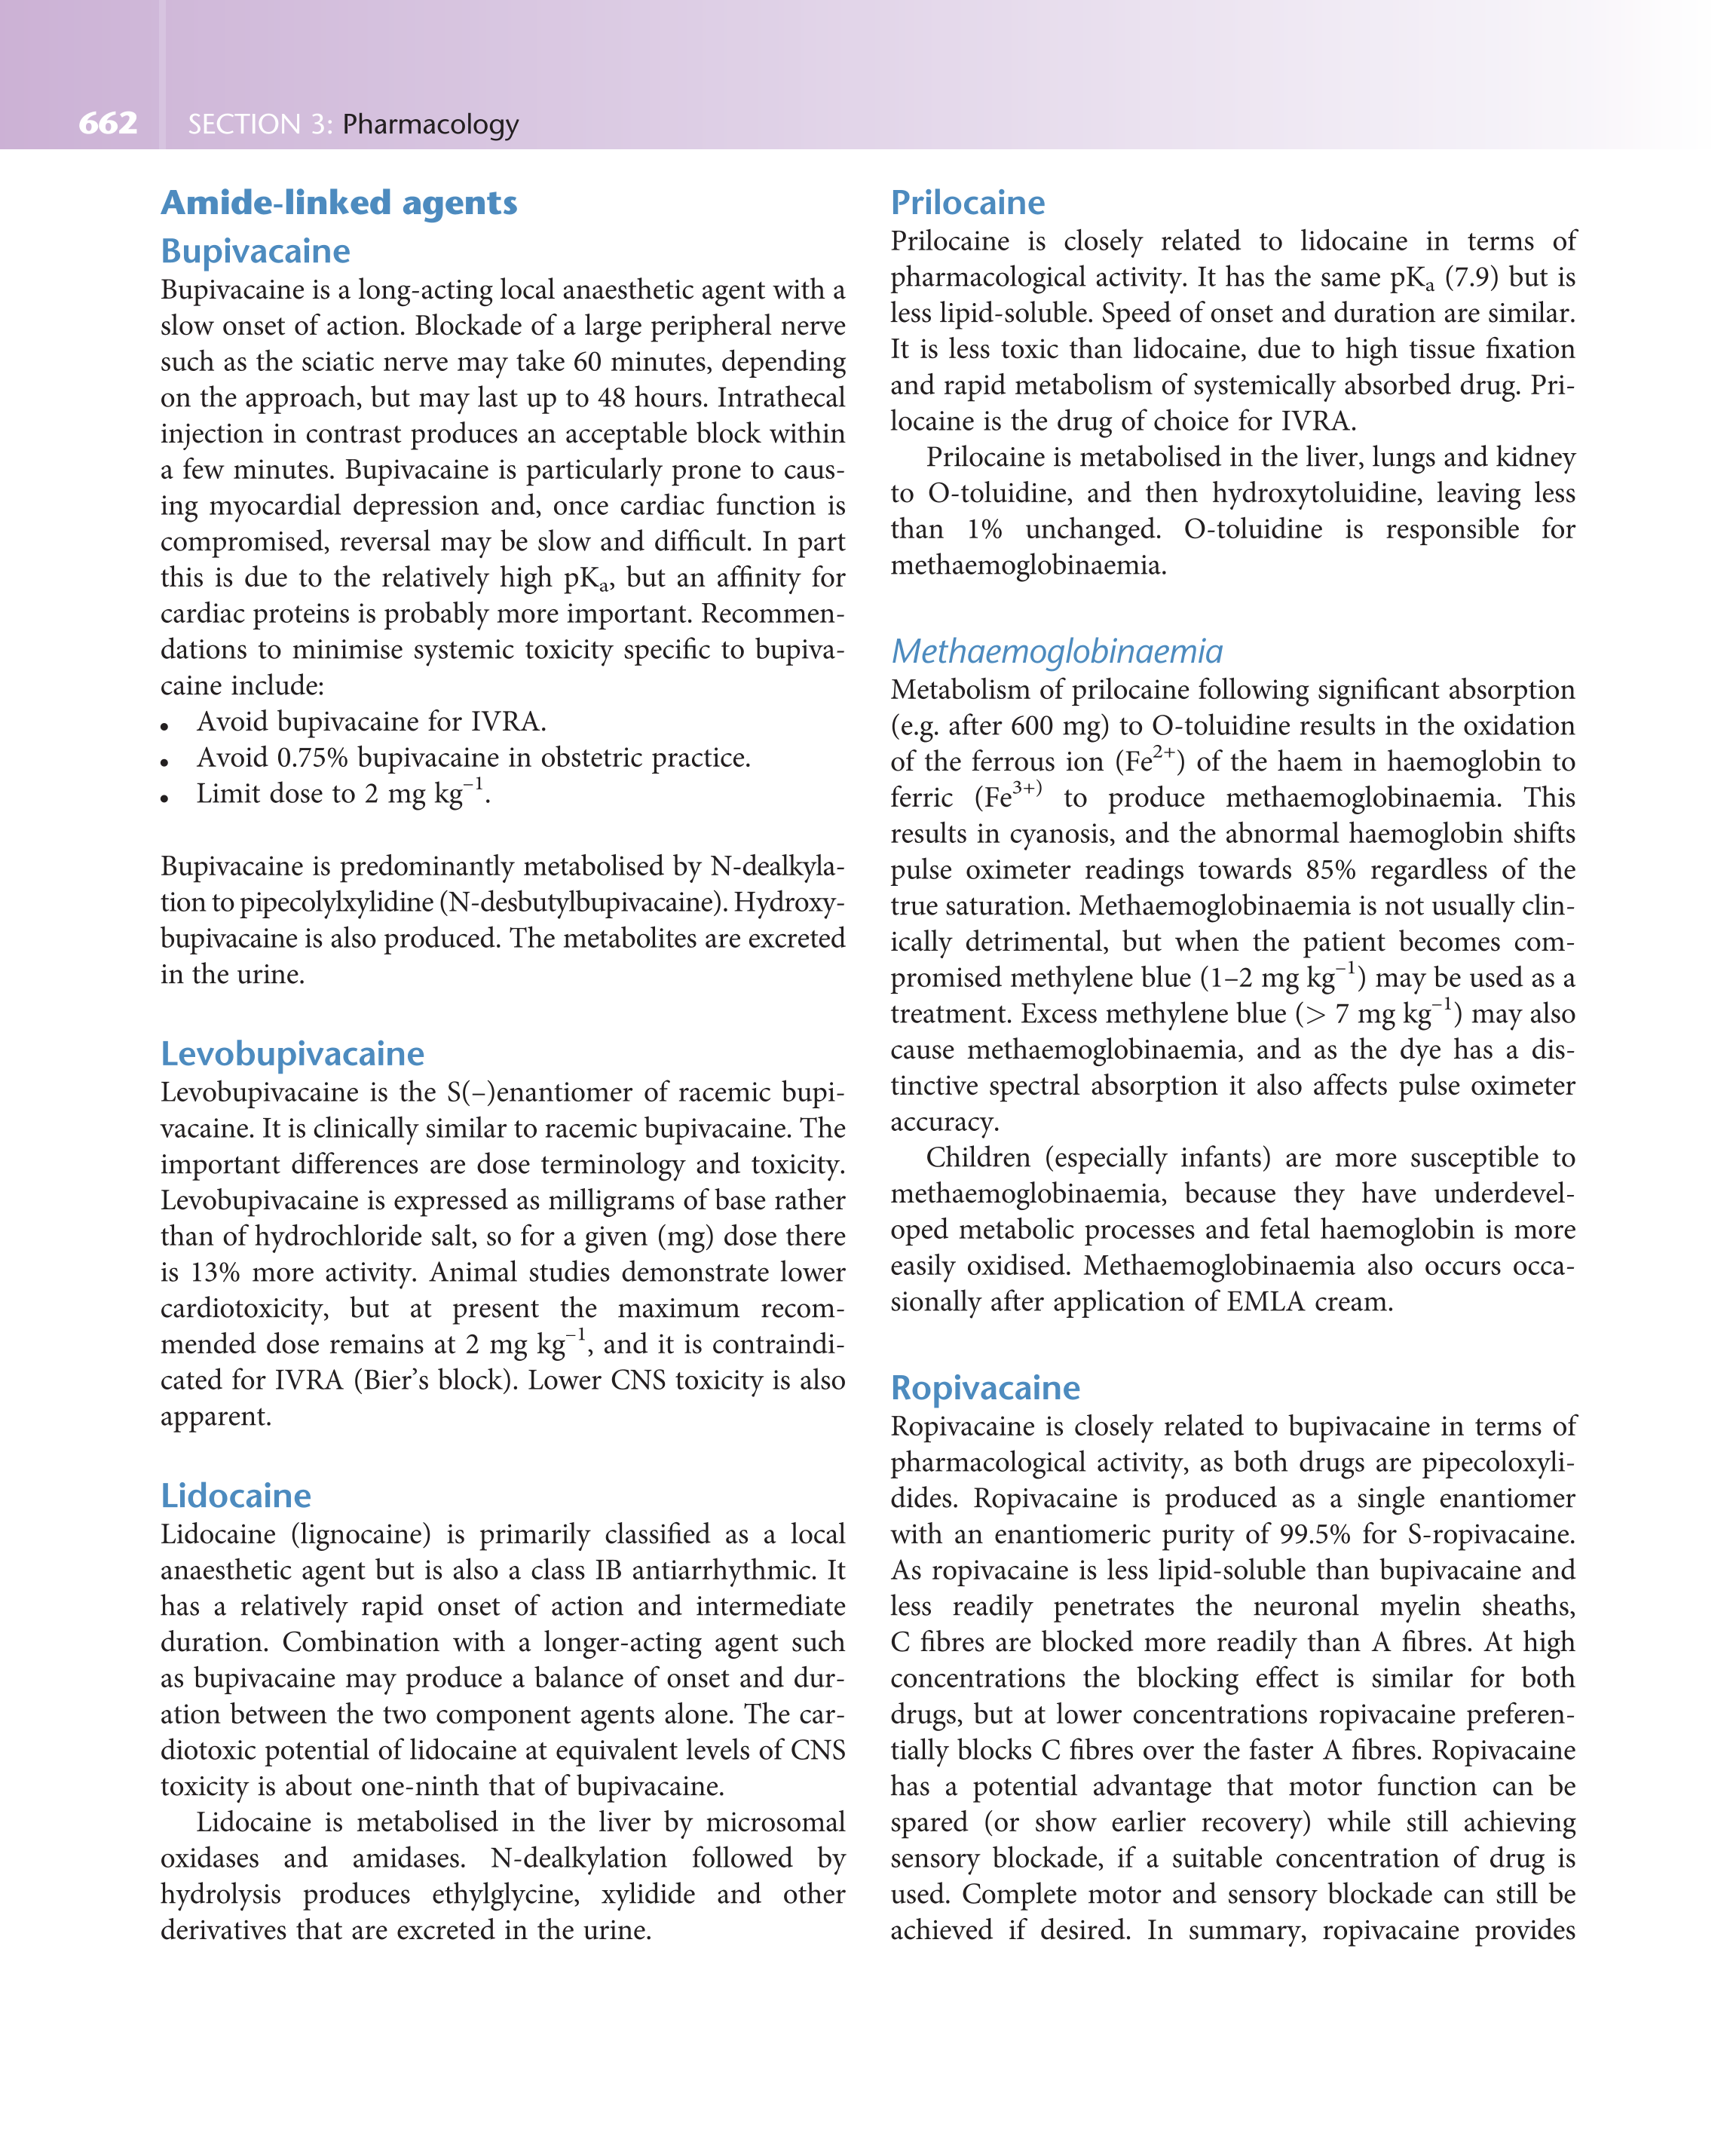 662 SECTION 3: Pharmacology
Amide-linked agents
Bupivacaine
Bupivacaine is a long-acting local anaesthetic agent with a
slow onset of action. Blockade of a large peripheral nerve
such as the sciatic nerve may take 60 minutes, depending
on the approach, but may last up to 48 hours. Intrathecal
injection in contrast produces an acceptable block within
a few minutes. Bupivacaine is particularly prone to caus-
ing myocardial depression and, once cardiac function is
compromised, reversal may be slow and difficult. In part
this is due to the relatively high pKₐ, but an affinity for
cardiac proteins is probably more important. Recommen-
dations to minimise systemic toxicity specific to bupiva-
caine include:
• Avoid bupivacaine for IVRA.
• Avoid 0.75% bupivacaine in obstetric practice.
• Limit dose to 2 mg kg⁻¹.
Bupivacaine is predominantly metabolised by N-dealkyla-
tion to pipecolylxylidine (N-desbutylbupivacaine). Hydroxy-
bupivacaine is also produced. The metabolites are excreted
in the urine.
Levobupivacaine
Levobupivacaine is the S(–)enantiomer of racemic bupi-
vacaine. It is clinically similar to racemic bupivacaine. The
important differences are dose terminology and toxicity.
Levobupivacaine is expressed as milligrams of base rather
than of hydrochloride salt, so for a given (mg) dose there
is 13% more activity. Animal studies demonstrate lower
cardiotoxicity, but at present the maximum recom-
mended dose remains at 2 mg kg⁻¹, and it is contraindi-
cated for IVRA (Bier’s block). Lower CNS toxicity is also
apparent.
Lidocaine
Lidocaine (lignocaine) is primarily classified as a local
anaesthetic agent but is also a class IB antiarrhythmic. It
has a relatively rapid onset of action and intermediate
duration. Combination with a longer-acting agent such
as bupivacaine may produce a balance of onset and dur-
ation between the two component agents alone. The car-
diotoxic potential of lidocaine at equivalent levels of CNS
toxicity is about one-ninth that of bupivacaine.
Lidocaine is metabolised in the liver by microsomal
oxidases and amidases. N-dealkylation followed by
hydrolysis produces ethylglycine, xylidide and other
derivatives that are excreted in the urine.
Prilocaine
Prilocaine is closely related to lidocaine in terms of
pharmacological activity. It has the same pKₐ (7.9) but is
less lipid-soluble. Speed of onset and duration are similar.
It is less toxic than lidocaine, due to high tissue fixation
and rapid metabolism of systemically absorbed drug. Pri-
locaine is the drug of choice for IVRA.
Prilocaine is metabolised in the liver, lungs and kidney
to O-toluidine, and then hydroxytoluidine, leaving less
than 1% unchanged. O-toluidine is responsible for
methaemoglobinaemia.
Methaemoglobinaemia
Metabolism of prilocaine following significant absorption
(e.g. after 600 mg) to O-toluidine results in the oxidation
of the ferrous ion (Fe²⁺) of the haem in haemoglobin to
ferric (Fe³⁺⁾ to produce methaemoglobinaemia. This
results in cyanosis, and the abnormal haemoglobin shifts
pulse oximeter readings towards 85% regardless of the
true saturation. Methaemoglobinaemia is not usually clin-
ically detrimental, but when the patient becomes com-
promised methylene blue (1–2 mg kg⁻¹) may be used as a
treatment. Excess methylene blue (> 7 mg kg⁻¹) may also
cause methaemoglobinaemia, and as the dye has a dis-
tinctive spectral absorption it also affects pulse oximeter
accuracy.
Children (especially infants) are more susceptible to
methaemoglobinaemia, because they have underdevel-
oped metabolic processes and fetal haemoglobin is more
easily oxidised. Methaemoglobinaemia also occurs occa-
sionally after application of EMLA cream.
Ropivacaine
Ropivacaine is closely related to bupivacaine in terms of
pharmacological activity, as both drugs are pipecoloxyli-
dides. Ropivacaine is produced as a single enantiomer
with an enantiomeric purity of 99.5% for S-ropivacaine.
As ropivacaine is less lipid-soluble than bupivacaine and
less readily penetrates the neuronal myelin sheaths,
C fibres are blocked more readily than A fibres. At high
concentrations the blocking effect is similar for both
drugs, but at lower concentrations ropivacaine preferen-
tially blocks C fibres over the faster A fibres. Ropivacaine
has a potential advantage that motor function can be
spared (or show earlier recovery) while still achieving
sensory blockade, if a suitable concentration of drug is
used. Complete motor and sensory blockade can still be
achieved if desired. In summary, ropivacaine provides